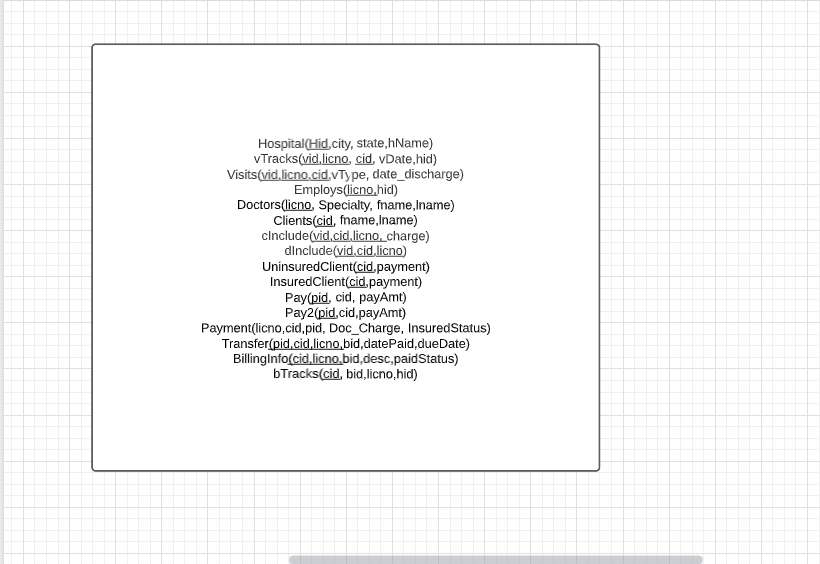 Hospital(Hid,city, state,hName)
vTracks(vid,licno, cid, vDate,hid)
Visits(vid,licno,cid,vType, date_discharge)
Employs(licno,hid)
Doctors(licno, Specialty, fname,lname)
Clients(cid, fname,lname)
cInclude(vid,cid,licno, charge)
dInclude(vid,cid,licno)
UninsuredClient(cid,payment)
InsuredClient(cid,payment)
Pay(pid, cid, payAmt)
Pay2(pid,cid,payAmt)
Payment(licno,cid,pid, Doc_Charge, InsuredStatus)
Transfer(pid,cid,licno,bid,datePaid,dueDate)
BillingInfo(cid,licno,bid,desc,paidStatus)
bTracks(cid, bid,licno,hid)